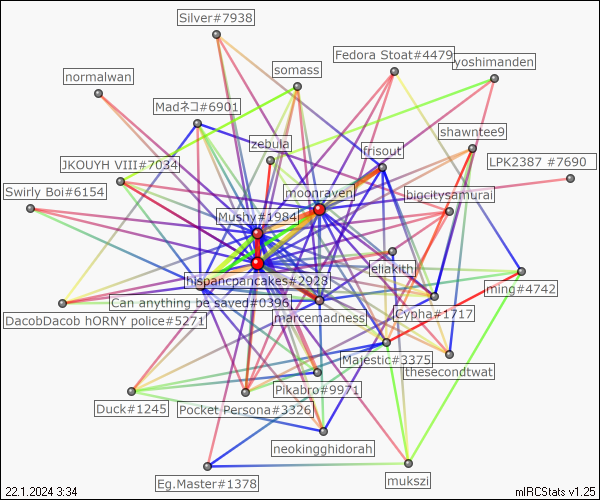 Silver#7938
Fedora Stoat#4479
yoshimanden
normalwan
somass
Madネコ#6901
zebula
frisout
shawntee9
JKOUYH VIII#7034
LPK2387 #7690
Swirly Boi#6154
moonraven
bigcitysamurai
Mushy#1984
eliakith
hispancpancakes#2928
ming#4742
Can anything be saved#0396
DacobDacob hORNY police#5271
marcemadness
Cypha#1717
Majestic#3375
thesecondtwat
Pikabro#9971
Duck#1245
Pocket Persona#3326
neokingghidorah
Eg.Master#1378
mukszi
22.1.2024 3:34
mIRCStats v1.25